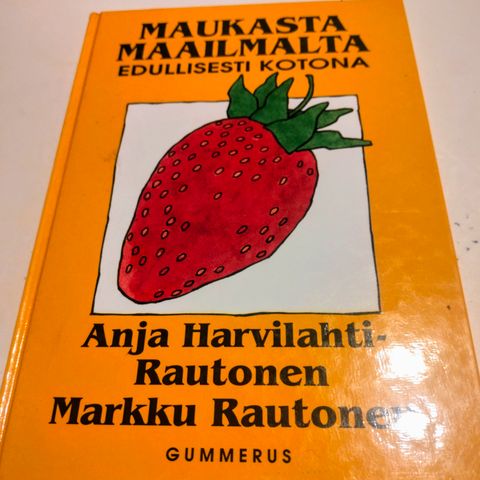 MAUKASTA
MAAILMALTA
EDULLISESTI KOTONA
Anja Harvilahti-
Rautonen
Markku Rautonen
GUMMERUS